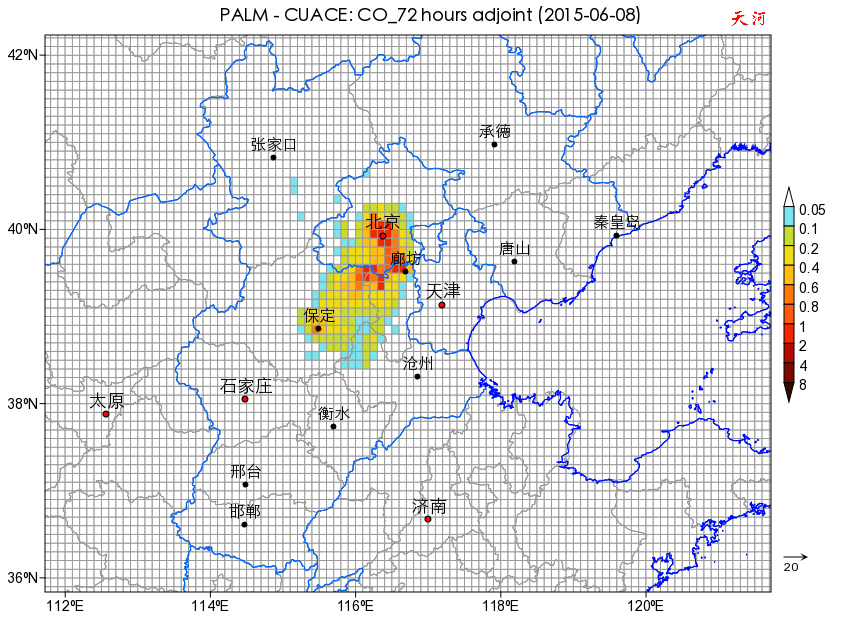 PALM - CUACE: CO_72 hours adjoint (2015-06-08)
天河
42°N
承德
张家口
0.05
0.1
北京
秦皇岛
40°N
唐山
0.2
廊坊
0.4
天津
0.6
保定
0.8
1
2
沧州
4
石家庄
8
太原
38°N
衡水
邢台
邯郸
济南
20
36°N
112°E
114°E
116°E
118°E
120°E